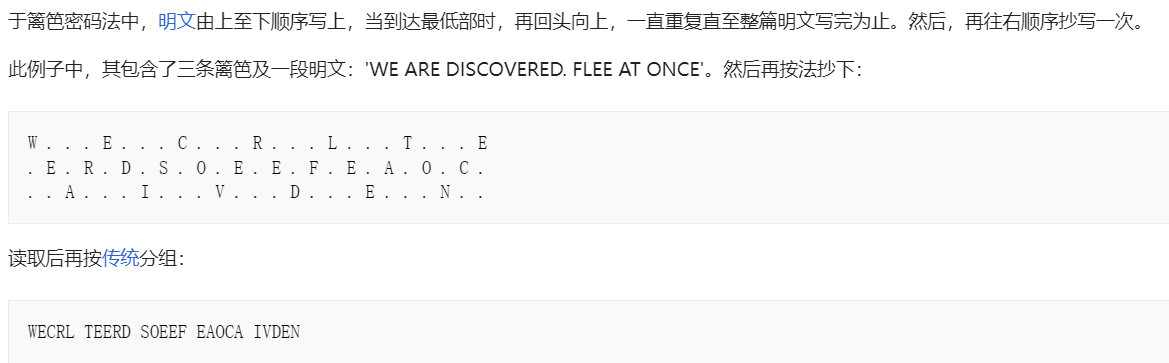 于篱笆密码法中，明文由上至下顺序写上，当到达最低部时，再回头向上，一直重复直至整篇明文写完为止。然后，再往右顺序抄写一次。
此例子中，其包含了三条篱笆及一段明文：'WE ARE DISCOVERED. FLEE AT ONCE'。然后再按法抄下：
W . . . E . . . C . . . R . . . L . . . T . . . E
. E . R . D . S . O . E . E . F . E . A . O . C .
. . A . . . I . . . V . . . D . . . E . . . N . .
读取后再按传统分组：
WECRL TEERD SOEEF EAOCA IVDEN